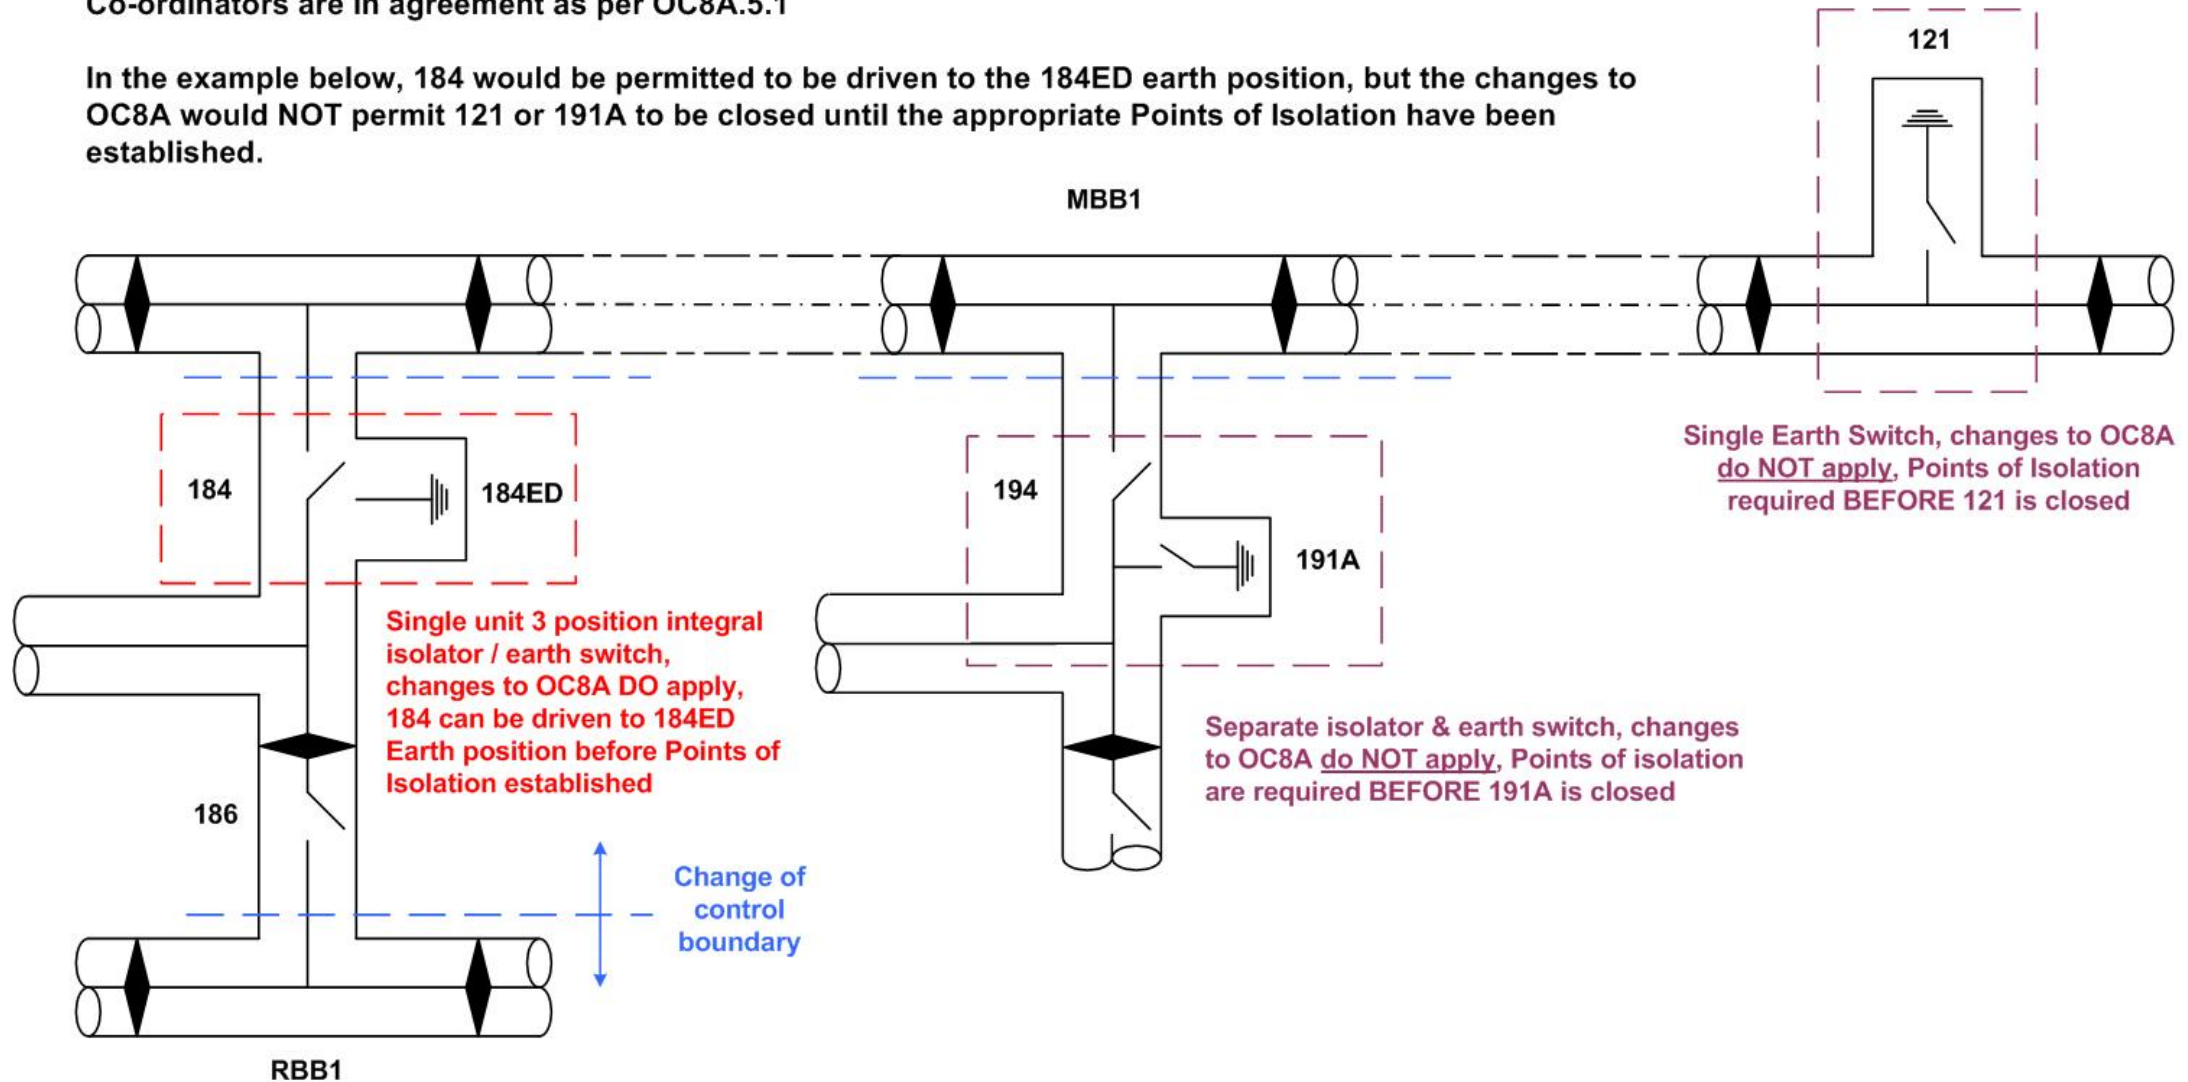 Co-ordinators are in agreement as per OC8A.5.1
In the example below, 184 would be permitted to be driven to the 184ED earth position, but the changes to
OC8A would NOT permit 121 or 191A to be closed until the appropriate Points of Isolation have been
established.
121
MBB1
Single Earth Switch, changes to OC8A
do NOT apply, Points of Isolation
required BEFORE 121 is closed
184
184ED
194
191A
Single unit 3 position integral
isolator / earth switch,
changes to OC8A DO apply,
184 can be driven to 184ED
Earth position before Points of
Isolation established
Separate isolator & earth switch, changes
to OC8A do NOT apply, Points of isolation
are required BEFORE 191A is closed
186
Change of
control
boundary
RBB1